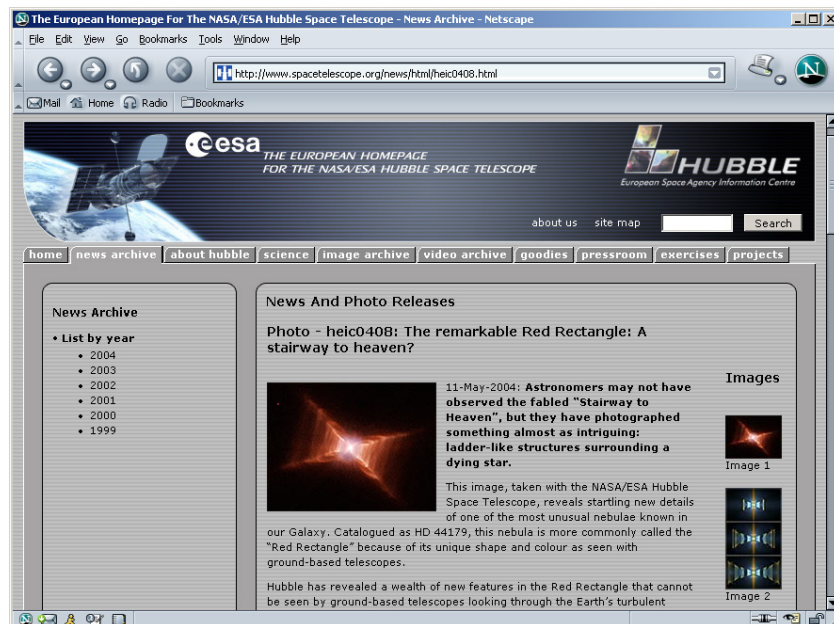 The European Homepage For The NASA/ESA Hubble Space Telescope - News Archive - Netscape
File Edit View Go Bookmarks Tools Window Help
http://www.spacetelescope.org/news/html/heic0408.html
Mail Home Radio Bookmarks
esa
THE EUROPEAN HOMEPAGE
FOR THE NASA/ESA HUBBLE SPACE TELESCOPE
HUBBLE
European Space Agency Information Centre
about us site map Search
home news archive about hubble science image archive video archive goodies pressroom exercises projects
News Archive
• List by year
• 2004
• 2003
• 2002
• 2001
• 2000
• 1999
News And Photo Releases
Photo - heic0408: The remarkable Red Rectangle: A
stairway to heaven?
11-May-2004: Astronomers may not have
observed the fabled "Stairway to
Heaven", but they have photographed
something almost as intriguing:
ladder-like structures surrounding a
dying star.
This image, taken with the NASA/ESA Hubble
Space Telescope, reveals startling new details
of one of the most unusual nebulae known in
our Galaxy. Catalogued as HD 44179, this nebula is more commonly called the
"Red Rectangle" because of its unique shape and colour as seen with
ground-based telescopes.
Hubble has revealed a wealth of new features in the Red Rectangle that cannot
be seen by ground-based telescopes looking through the Earth's turbulent
Images
Image 1
Image 2